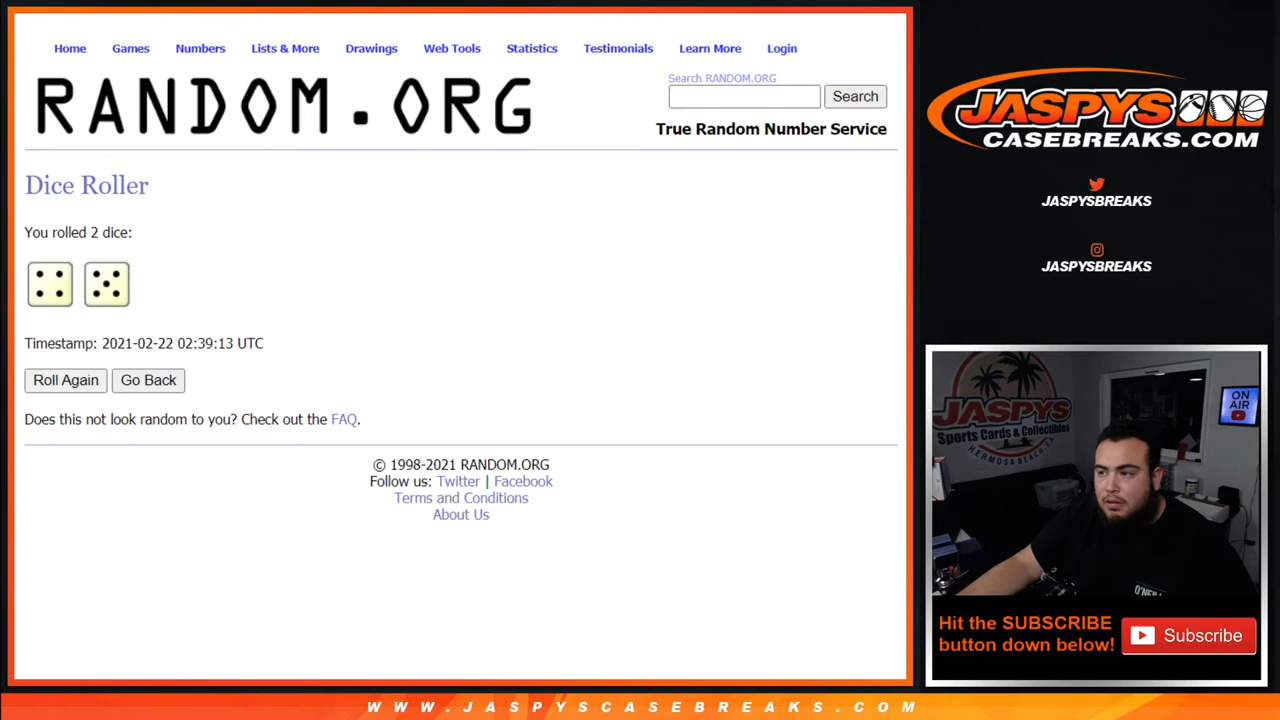 Home Games Numbers Lists & More Drawings Web Tools Statistics Testimonials Learn More Login
RANDOM.ORG
Search RANDOM.ORG
Search
True Random Number Service
Dice Roller
You rolled 2 dice:
Timestamp: 2021-02-22 02:39:13 UTC
Roll Again Go Back
Does this not look random to you? Check out the FAQ.
© 1998-2021 RANDOM.ORG
Follow us: Twitter | Facebook
Terms and Conditions
About Us
JASPYS
CASEBREAKS.COM
JASPYSBREAKS
JASPYSBREAKS
JASPYS
Sports Cards & Collectibles
HERMOSA BEACH, CA
ON
AIR
O'NEILL
Hit the SUBSCRIBE
button down below!
Subscribe
WWW.JASPYSCASEBREAKS.COM